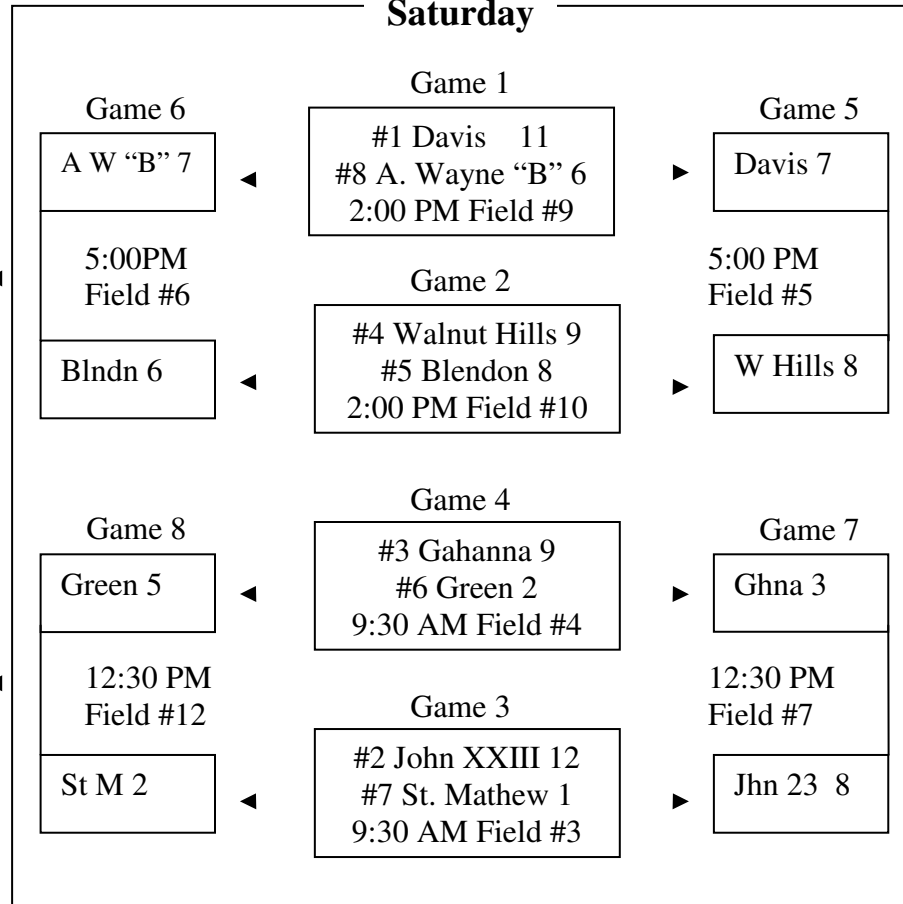 Saturday
Game 1
Game 6
Game 5
#1 Davis 11
#8 A. Wayne “B” 6
2:00 PM Field #9
A W “B” 7
Davis 7
5:00PM
Field #6
5:00 PM
Field #5
Game 2
#4 Walnut Hills 9
#5 Blendon 8
2:00 PM Field #10
Blndn 6
W Hills 8
Game 4
Game 8
Game 7
#3 Gahanna 9
#6 Green 2
9:30 AM Field #4
Green 5
Ghna 3
12:30 PM
Field #12
12:30 PM
Field #7
Game 3
#2 John XXIII 12
#7 St. Mathew 1
9:30 AM Field #3
St M 2
Jhn 23 8